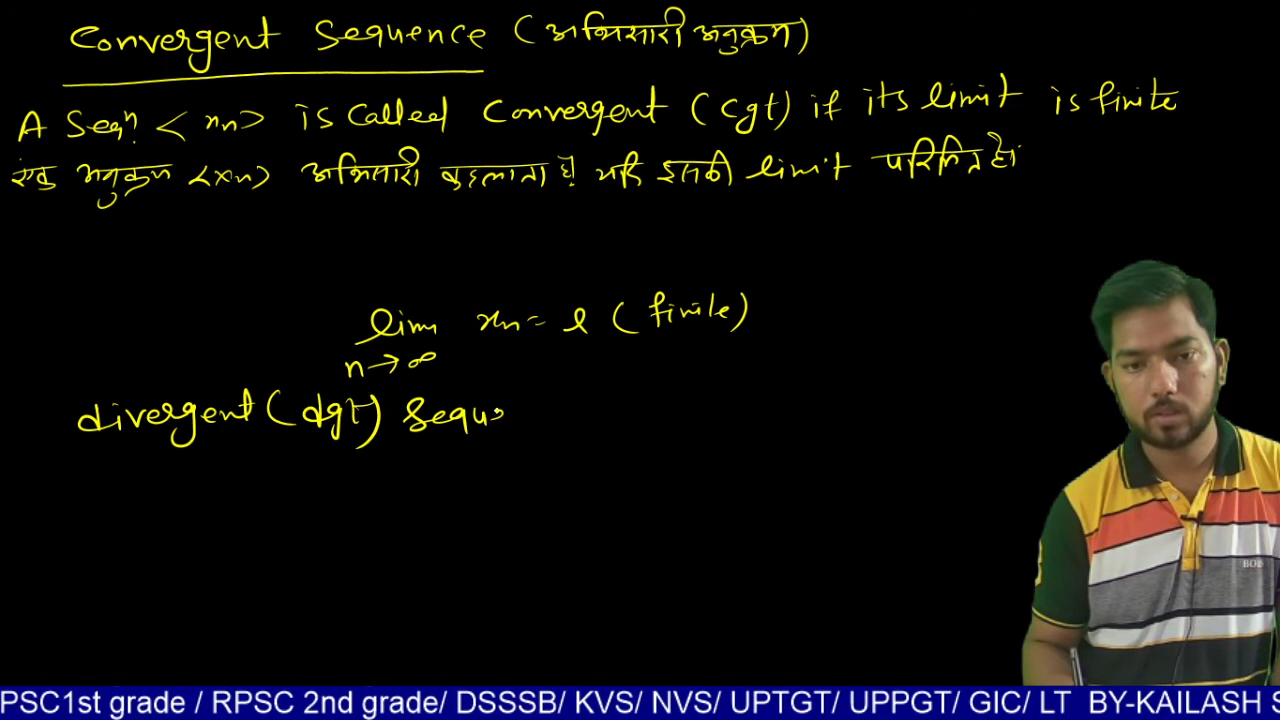 Convergent Sequence (अभिसारी अनुक्रम)
A Seqn. <xn> is called Convergent (cgt) if its limit is finite
एक अनुक्रम <xn> अभिसारी कहलाता है यदि इसकी limit परिमित हो
lim xn = l (finite)
n→∞
divergent (dgt) Sequ
BOS
PSC1st grade / RPSC 2nd grade/ DSSSB/ KVS/ NVS/ UPTGT/ UPPGT/ GIC/ LT BY-KAILASH S